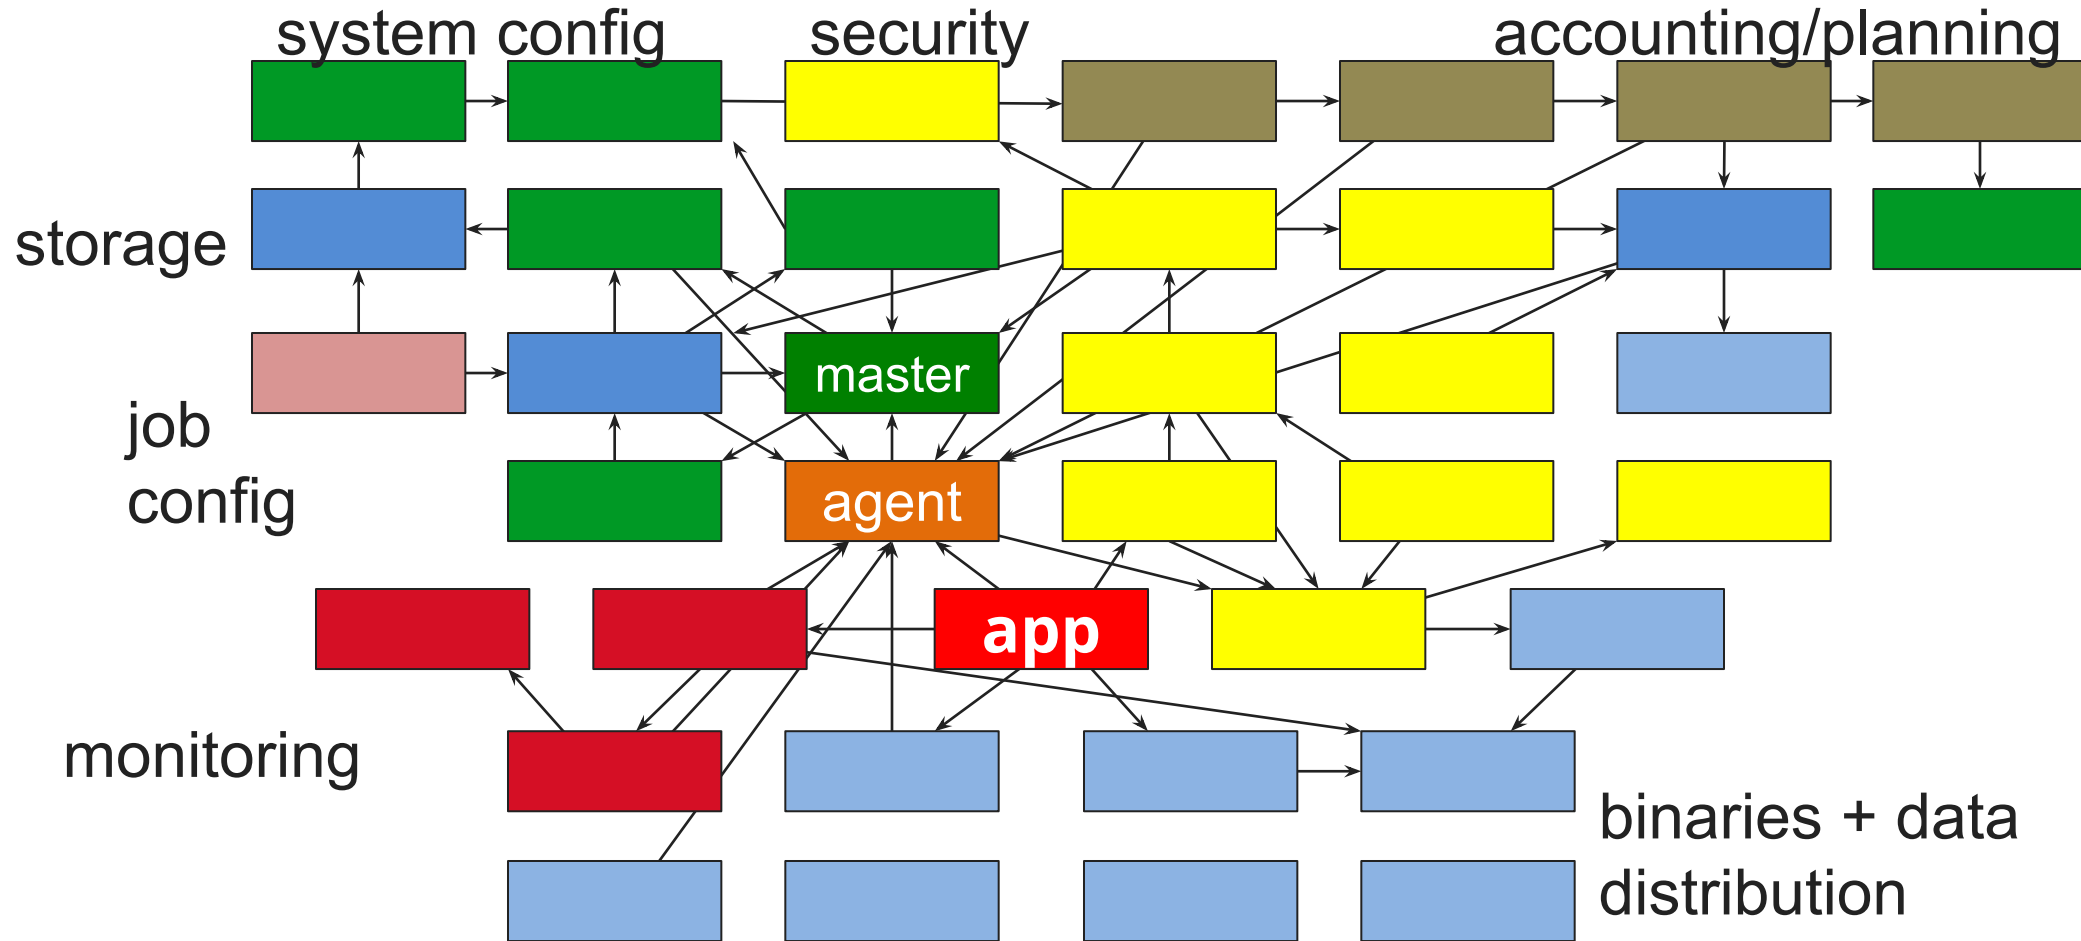 system config
security
accounting/planning
storage
master
job
config
agent
app
monitoring
binaries + data
distribution